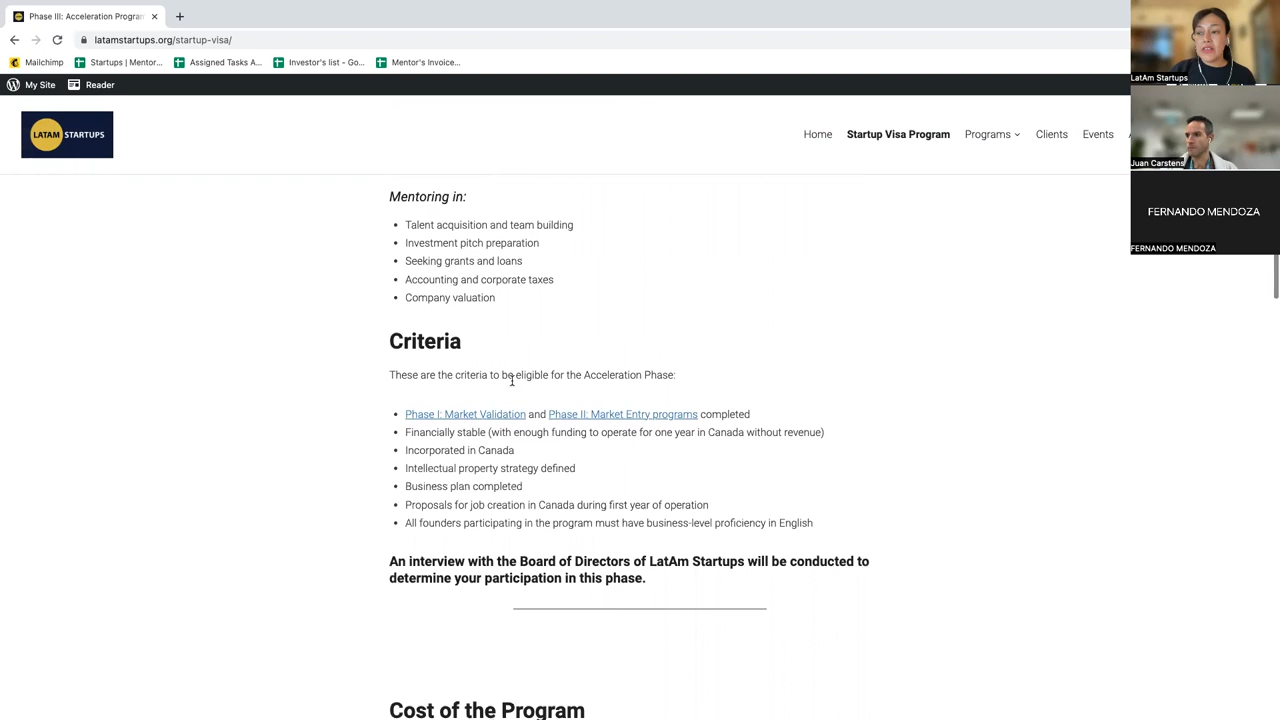 Phase III: Acceleration Program
latamstartups.org/startup-visa/
Mailchimp
Startups | Mentor...
Assigned Tasks A...
Investor's list - Go...
Mentor's Invoice...
My Site
Reader
LATAM STARTUPS
Home
Startup Visa Program
Programs
Clients
Events
LatAm Startups
Juan Carstens
FERNANDO MENDOZA
FERNANDO MENDOZA
Mentoring in:
Talent acquisition and team building
Investment pitch preparation
Seeking grants and loans
Accounting and corporate taxes
Company valuation
Criteria
These are the criteria to be eligible for the Acceleration Phase:
Phase I: Market Validation and Phase II: Market Entry programs completed
Financially stable (with enough funding to operate for one year in Canada without revenue)
Incorporated in Canada
Intellectual property strategy defined
Business plan completed
Proposals for job creation in Canada during first year of operation
All founders participating in the program must have business-level proficiency in English
An interview with the Board of Directors of LatAm Startups will be conducted to
determine your participation in this phase.
Cost of the Program